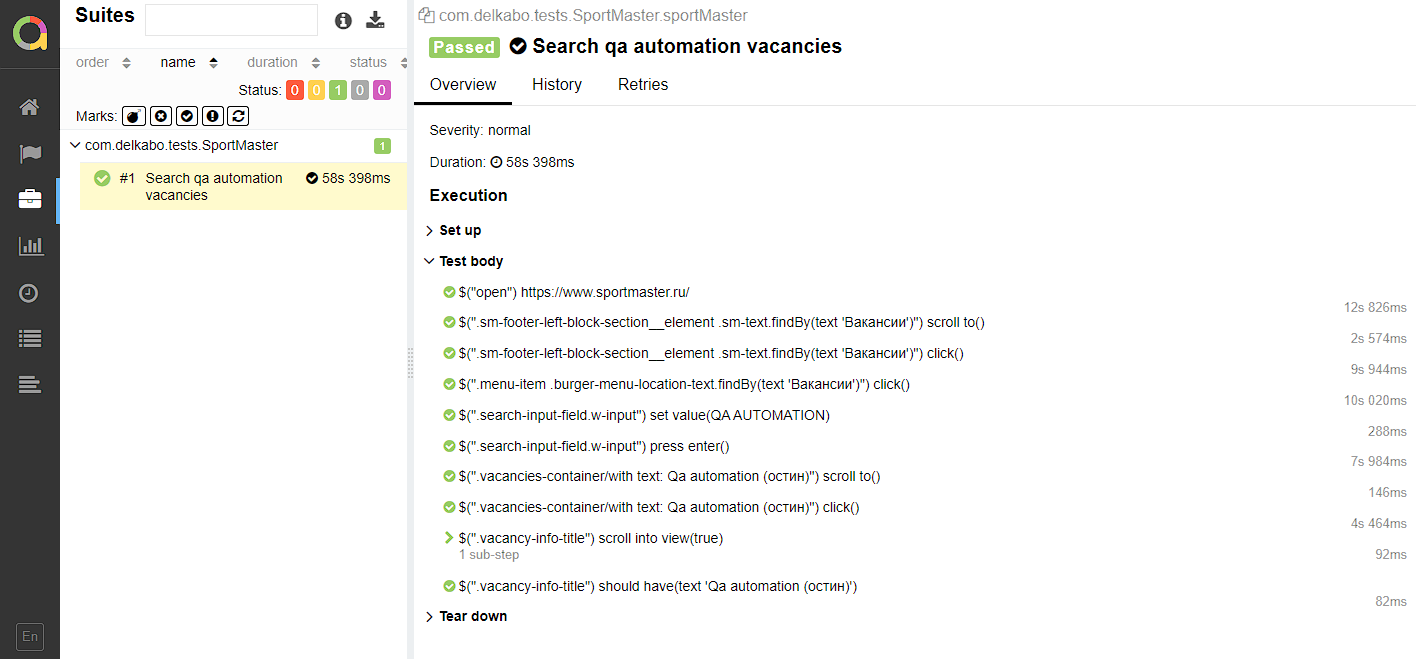 Suites
order name duration status
Status: 0 0 1 0 0
Marks:
com.delkabo.tests.SportMaster 1
#1 Search qa automation vacancies 58s 398ms
En
com.delkabo.tests.SportMaster.sportMaster
Passed Search qa automation vacancies
Overview History Retries
Severity: normal
Duration: 58s 398ms
Execution
Set up
Test body
$("open") https://www.sportmaster.ru/
12s 826ms
$(".sm-footer-left-block-section__element .sm-text.findBy(text 'Вакансии')") scroll to()
2s 574ms
$(".sm-footer-left-block-section__element .sm-text.findBy(text 'Вакансии')") click()
9s 944ms
$(".menu-item .burger-menu-location-text.findBy(text 'Вакансии')") click()
10s 020ms
$(".search-input-field.w-input") set value(QA AUTOMATION)
288ms
$(".search-input-field.w-input") press enter()
7s 984ms
$(".vacancies-container/with text: Qa automation (остин)") scroll to()
146ms
$(".vacancies-container/with text: Qa automation (остин)") click()
4s 464ms
$(".vacancy-info-title") scroll into view(true)
1 sub-step
92ms
$(".vacancy-info-title") should have(text 'Qa automation (остин)')
82ms
Tear down